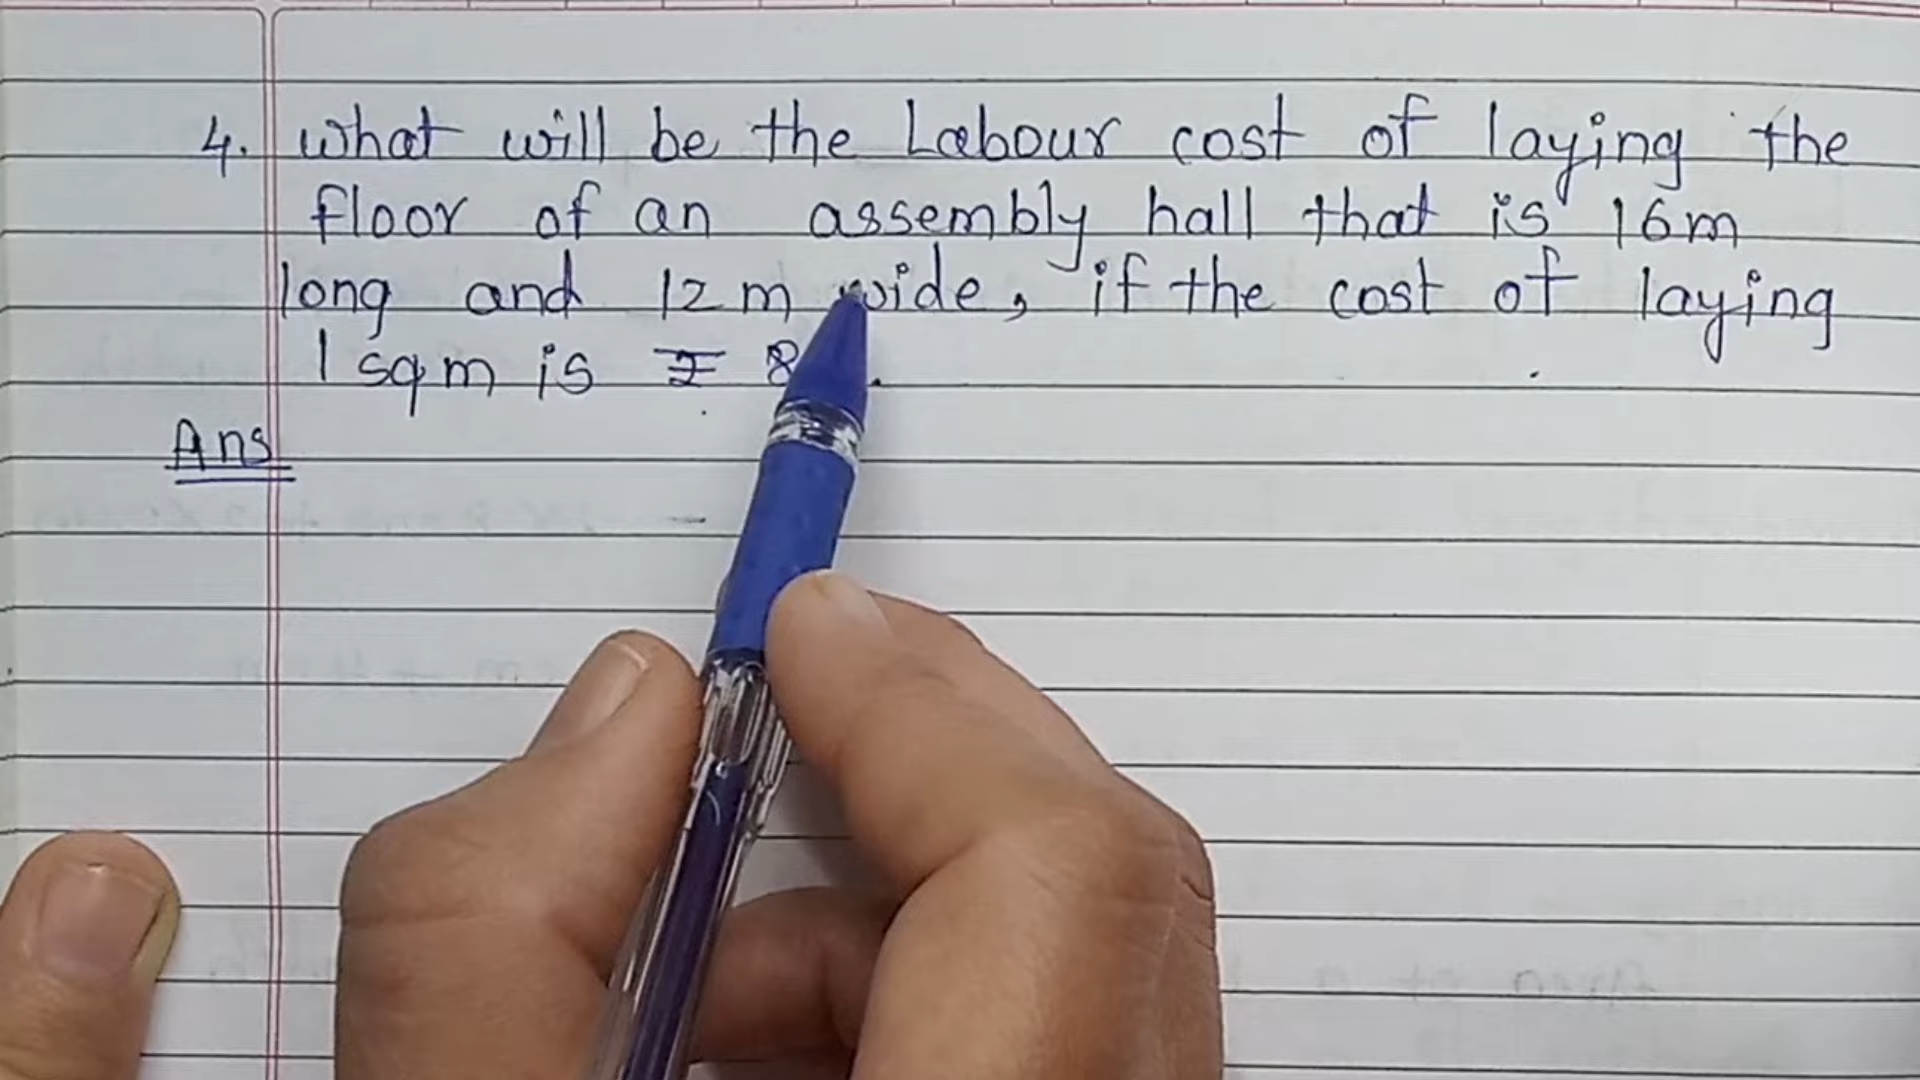 4. What will be the Labour cost of laying the
floor of an assembly hall that is 16m
long and 12m wide, if the cost of laying
1 sqm is ₹ 8
Ans